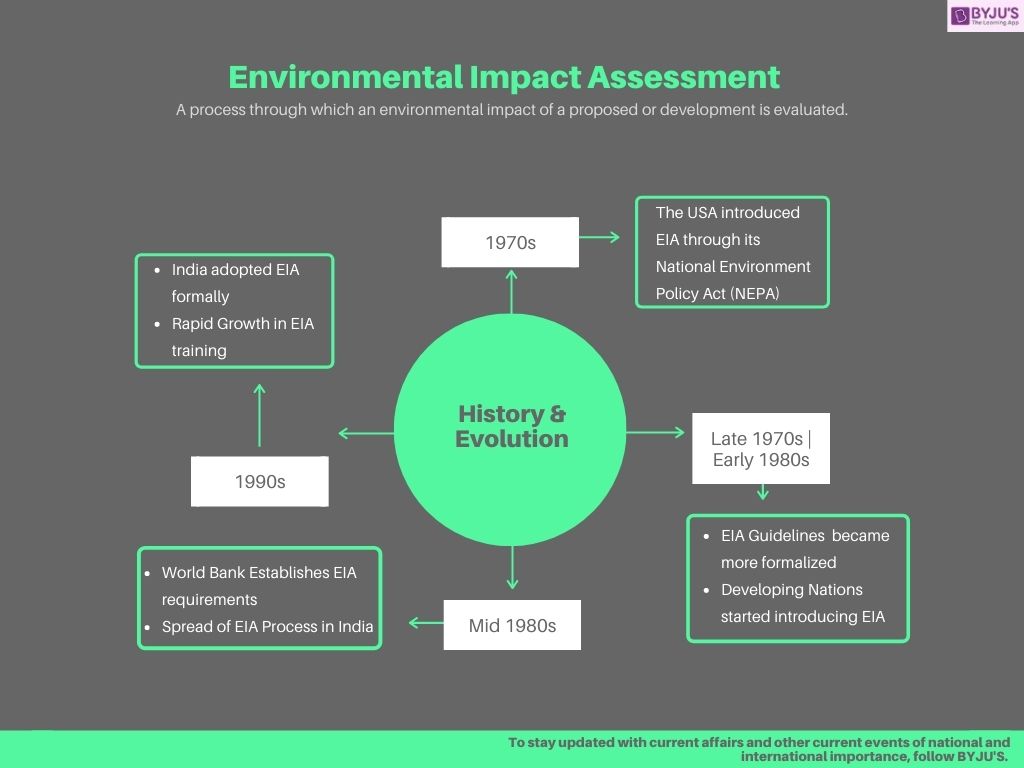 BYJU'S
The Learning App
Environmental Impact Assessment
A process through which an environmental impact of a proposed or development is evaluated.
1970s
The USA introduced
EIA through its
National Environment
Policy Act (NEPA)
History &
Evolution
Late 1970s |
Early 1980s
• EIA Guidelines  became
more formalized
• Developing Nations
started introducing EIA
Mid 1980s
• World Bank Establishes EIA
requirements
• Spread of EIA Process in India
1990s
• India adopted EIA
formally
• Rapid Growth in EIA
training
To stay updated with current affairs and other current events of national and
international importance, follow BYJU'S.